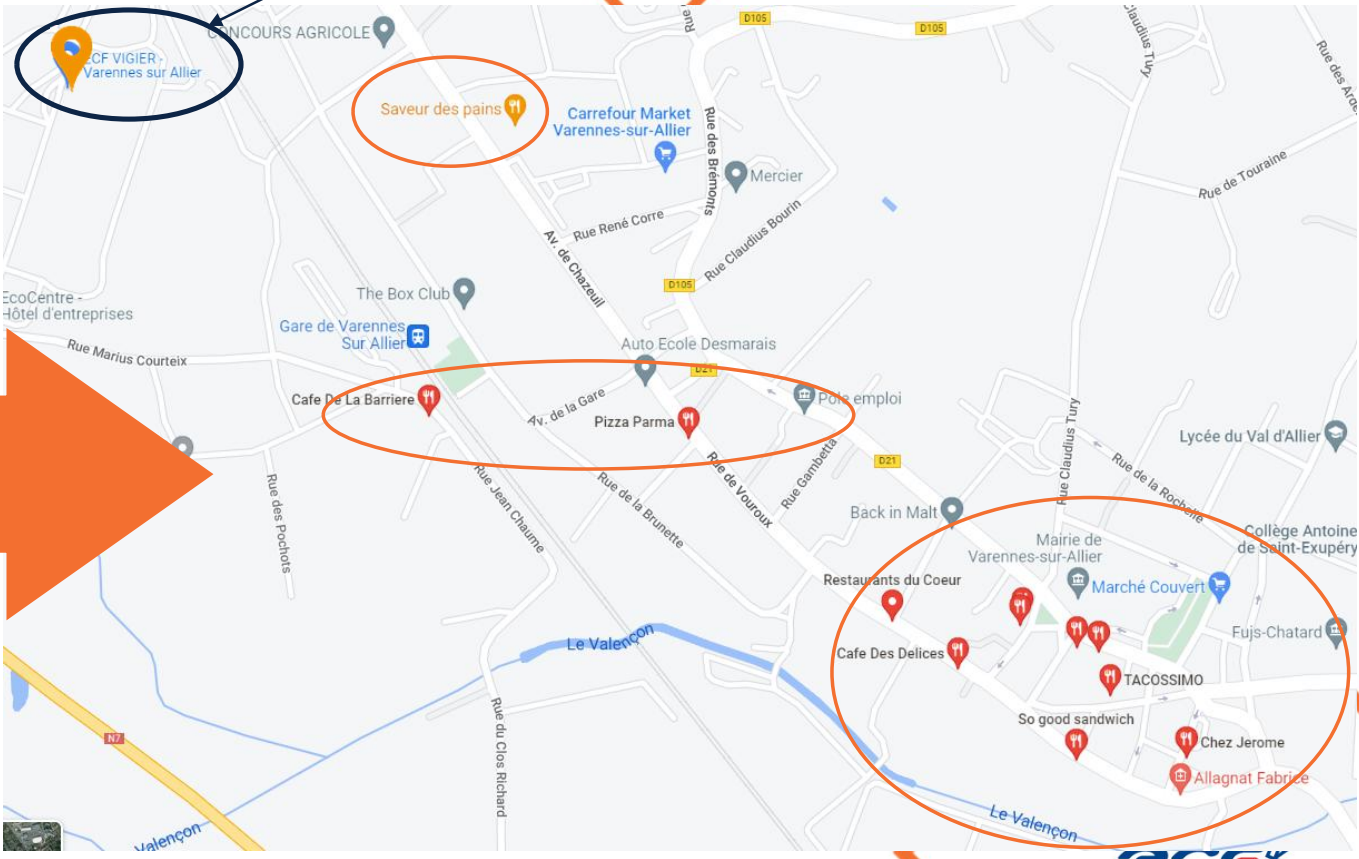 D105
D105
Rue
Claudius Tury
CONCOURS AGRICOLE
ECF VIGIER -
Varennes sur Allier
Saveur des pains
Carrefour Market
Varennes-sur-Allier
Rue des Brémonts
Mercier
Rue de Touraine
Rue René Corre
Rue Claudius Bourin
Av. de Chazeuil
D105
EcoCentre -
Hôtel d'entreprises
The Box Club
Gare de Varennes
Sur Allier
Rue Marius Courteix
Auto Ecole Desmarais
D21
Cafe De La Barriere
Av. de la Gare
Pizza Parma
Pole emploi
Lycée du Val d'Allier
Rue Claudius Tury
Rue de la Rochelle
D21
Rue Gambetta
Rue de Vouroux
Rue de la Brunette
Rue Jean Chaume
Rue des Pochots
Back in Malt
Mairie de
Varennes-sur-Allier
Collège Antoine
de Saint-Exupéry
Restaurants du Coeur
Marché Couvert
Le Valençon
Cafe Des Delices
Fujs-Chatard
TACOSSIMO
So good sandwich
Chez Jerome
Allagnat Fabrice
N7
Rue du Clos Richard
Le Valençon
Valençon